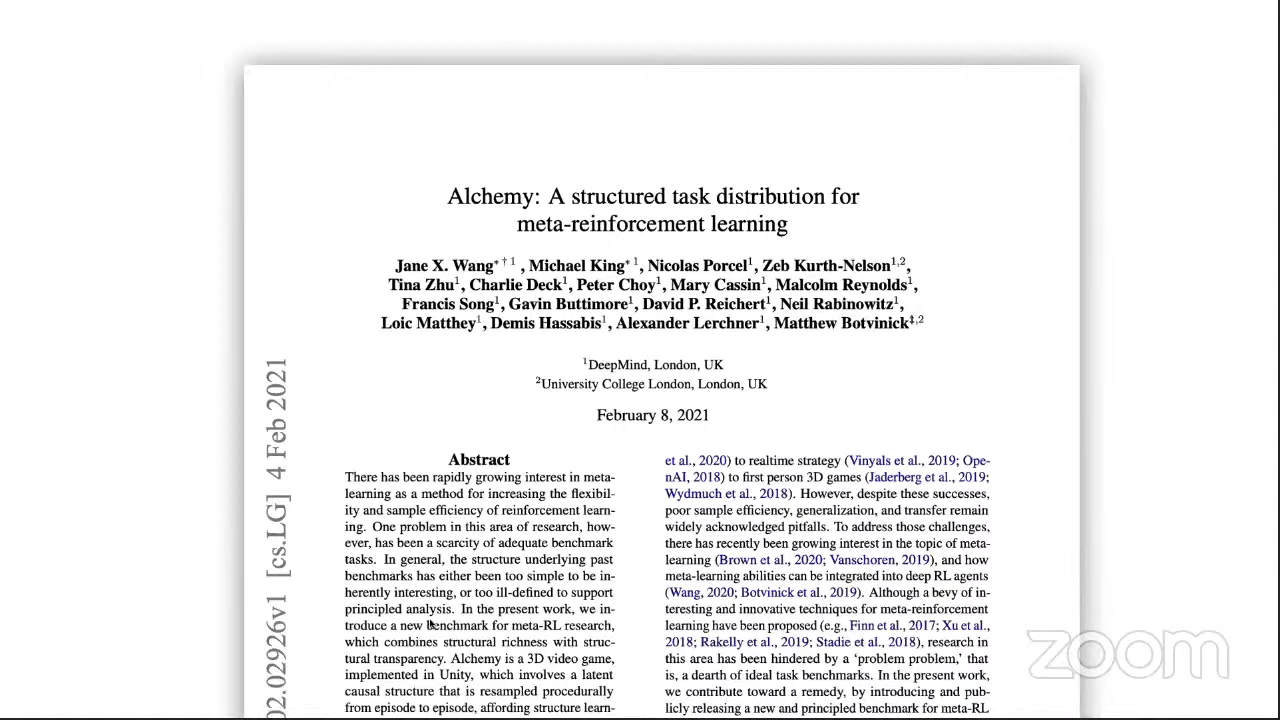 Alchemy: A structured task distribution for
meta-reinforcement learning
Jane X. Wang*†1, Michael King*1, Nicolas Porcel1, Zeb Kurth-Nelson1,2,
Tina Zhu1, Charlie Deck1, Peter Choy1, Mary Cassin1, Malcolm Reynolds1,
Francis Song1, Gavin Buttimore1, David P. Reichert1, Neil Rabinowitz1,
Loic Matthey1, Demis Hassabis1, Alexander Lerchner1, Matthew Botvinick‡,2
1DeepMind, London, UK
2University College London, London, UK
February 8, 2021
02.02926v1 [cs.LG] 4 Feb 2021
Abstract
There has been rapidly growing interest in meta-
learning as a method for increasing the flexibil-
ity and sample efficiency of reinforcement learn-
ing. One problem in this area of research, how-
ever, has been a scarcity of adequate benchmark
tasks. In general, the structure underlying past
benchmarks has either been too simple to be in-
herently interesting, or too ill-defined to support
principled analysis. In the present work, we in-
troduce a new benchmark for meta-RL research,
which combines structural richness with struc-
tural transparency. Alchemy is a 3D video game,
implemented in Unity, which involves a latent
causal structure that is resampled procedurally
from episode to episode, affording structure learn-
et al., 2020) to realtime strategy (Vinyals et al., 2019; Ope-
nAI, 2018) to first person 3D games (Jaderberg et al., 2019;
Wydmuch et al., 2018). However, despite these successes,
poor sample efficiency, generalization, and transfer remain
widely acknowledged pitfalls. To address those challenges,
there has recently been growing interest in the topic of meta-
learning (Brown et al., 2020; Vanschoren, 2019), and how
meta-learning abilities can be integrated into deep RL agents
(Wang, 2020; Botvinick et al., 2019). Although a bevy of in-
teresting and innovative techniques for meta-reinforcement
learning have been proposed (e.g., Finn et al., 2017; Xu et al.,
2018; Rakelly et al., 2019; Stadie et al., 2018), research in
this area has been hindered by a ‘problem problem,’ that
is, a dearth of ideal task benchmarks. In the present work,
we contribute toward a remedy, by introducing and pub-
licly releasing a new and principled benchmark for meta-RL
zoom